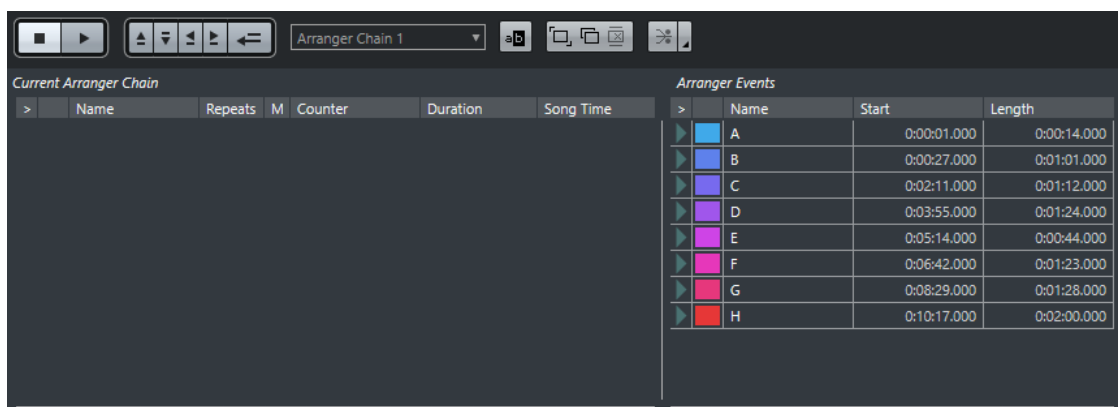 Arranger Chain 1
ab
Current Arranger Chain
Arranger Events
> Name Repeats M Counter Duration Song Time
> Name Start Length
A 0:00:01.000 0:00:14.000
B 0:00:27.000 0:01:01.000
C 0:02:11.000 0:01:12.000
D 0:03:55.000 0:01:24.000
E 0:05:14.000 0:00:44.000
F 0:06:42.000 0:01:23.000
G 0:08:29.000 0:01:28.000
H 0:10:17.000 0:02:00.000